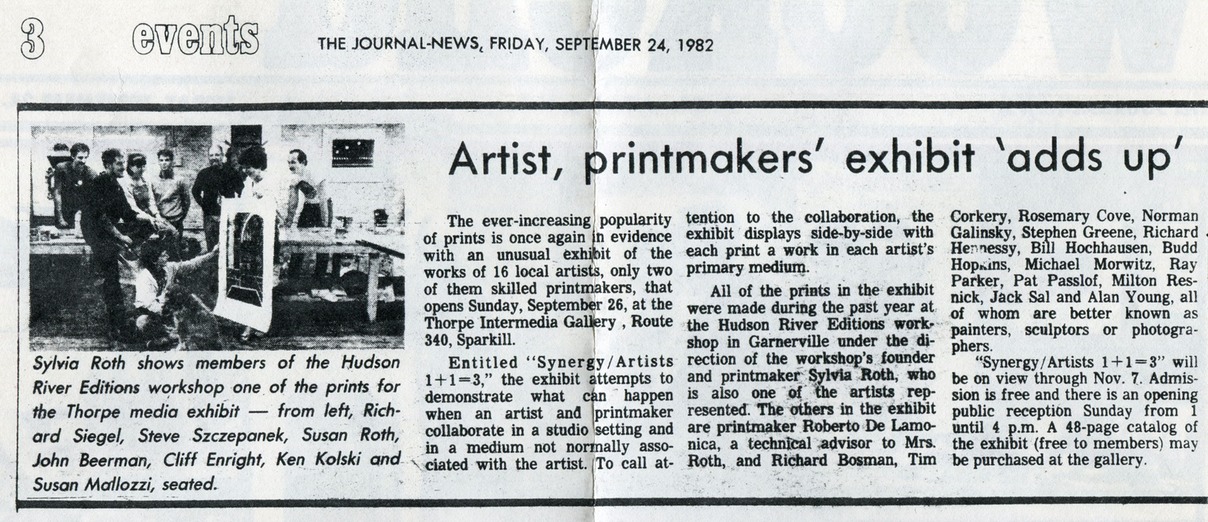 3 events THE JOURNAL-NEWS, FRIDAY, SEPTEMBER 24, 1982
Sylvia Roth shows members of the Hudson
River Editions workshop one of the prints for
the Thorpe media exhibit — from left, Rich-
ard Siegel, Steve Szczepanek, Susan Roth,
John Beerman, Cliff Enright, Ken Kolski and
Susan Mallozzi, seated.
Artist, printmakers' exhibit 'adds up'
The ever-increasing popularity
of prints is once again in evidence
with an unusual exhibit of the
works of 16 local artists, only two
of them skilled printmakers, that
opens Sunday, September 26, at the
Thorpe Intermedia Gallery , Route
340, Sparkill.
Entitled "Synergy/Artists
1+1=3," the exhibit attempts to
demonstrate what can happen
when an artist and printmaker
collaborate in a studio setting and
in a medium not normally asso-
ciated with the artist. To call at-
tention to the collaboration, the
exhibit displays side-by-side with
each print a work in each artist's
primary medium.
All of the prints in the exhibit
were made during the past year at
the Hudson River Editions work-
shop in Garnerville under the di-
rection of the workshop's founder
and printmaker Sylvia Roth, who
is also one of the artists rep-
resented. The others in the exhibit
are printmaker Roberto De Lamo-
nica, a technical advisor to Mrs.
Roth, and Richard Bosman, Tim
Corkery, Rosemary Cove, Norman
Galinsky, Stephen Greene, Richard
Hennessy, Bill Hochhausen, Budd
Hopkins, Michael Morwitz, Ray
Parker, Pat Passlof, Milton Res-
nick, Jack Sal and Alan Young, all
of whom are better known as
painters, sculptors or photogra-
phers.
"Synergy/Artists 1+1=3" will
be on view through Nov. 7. Admis-
sion is free and there is an opening
public reception Sunday from 1
until 4 p.m. A 48-page catalog of
the exhibit (free to members) may
be purchased at the gallery.